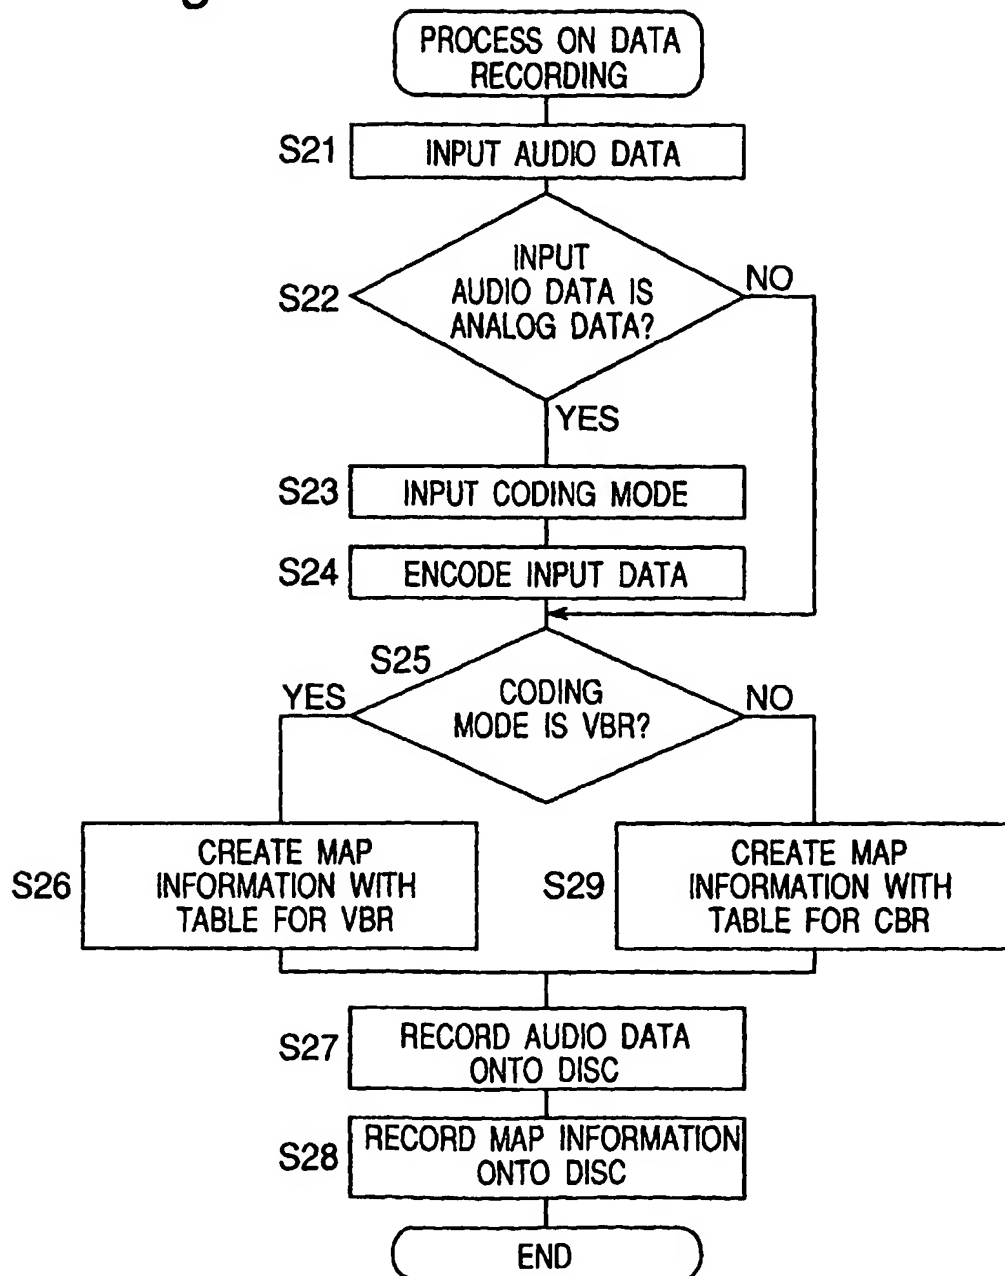 PROCESS ON DATA
RECORDING
S21
INPUT AUDIO DATA
S22
INPUT
AUDIO DATA IS
ANALOG DATA?
NO
YES
S23
INPUT CODING MODE
S24
ENCODE INPUT DATA
S25
CODING
MODE IS VBR?
YES
NO
S26
CREATE MAP
INFORMATION WITH
TABLE FOR VBR
S29
CREATE MAP
INFORMATION WITH
TABLE FOR CBR
S27
RECORD AUDIO DATA
ONTO DISC
S28
RECORD MAP INFORMATION
ONTO DISC
END